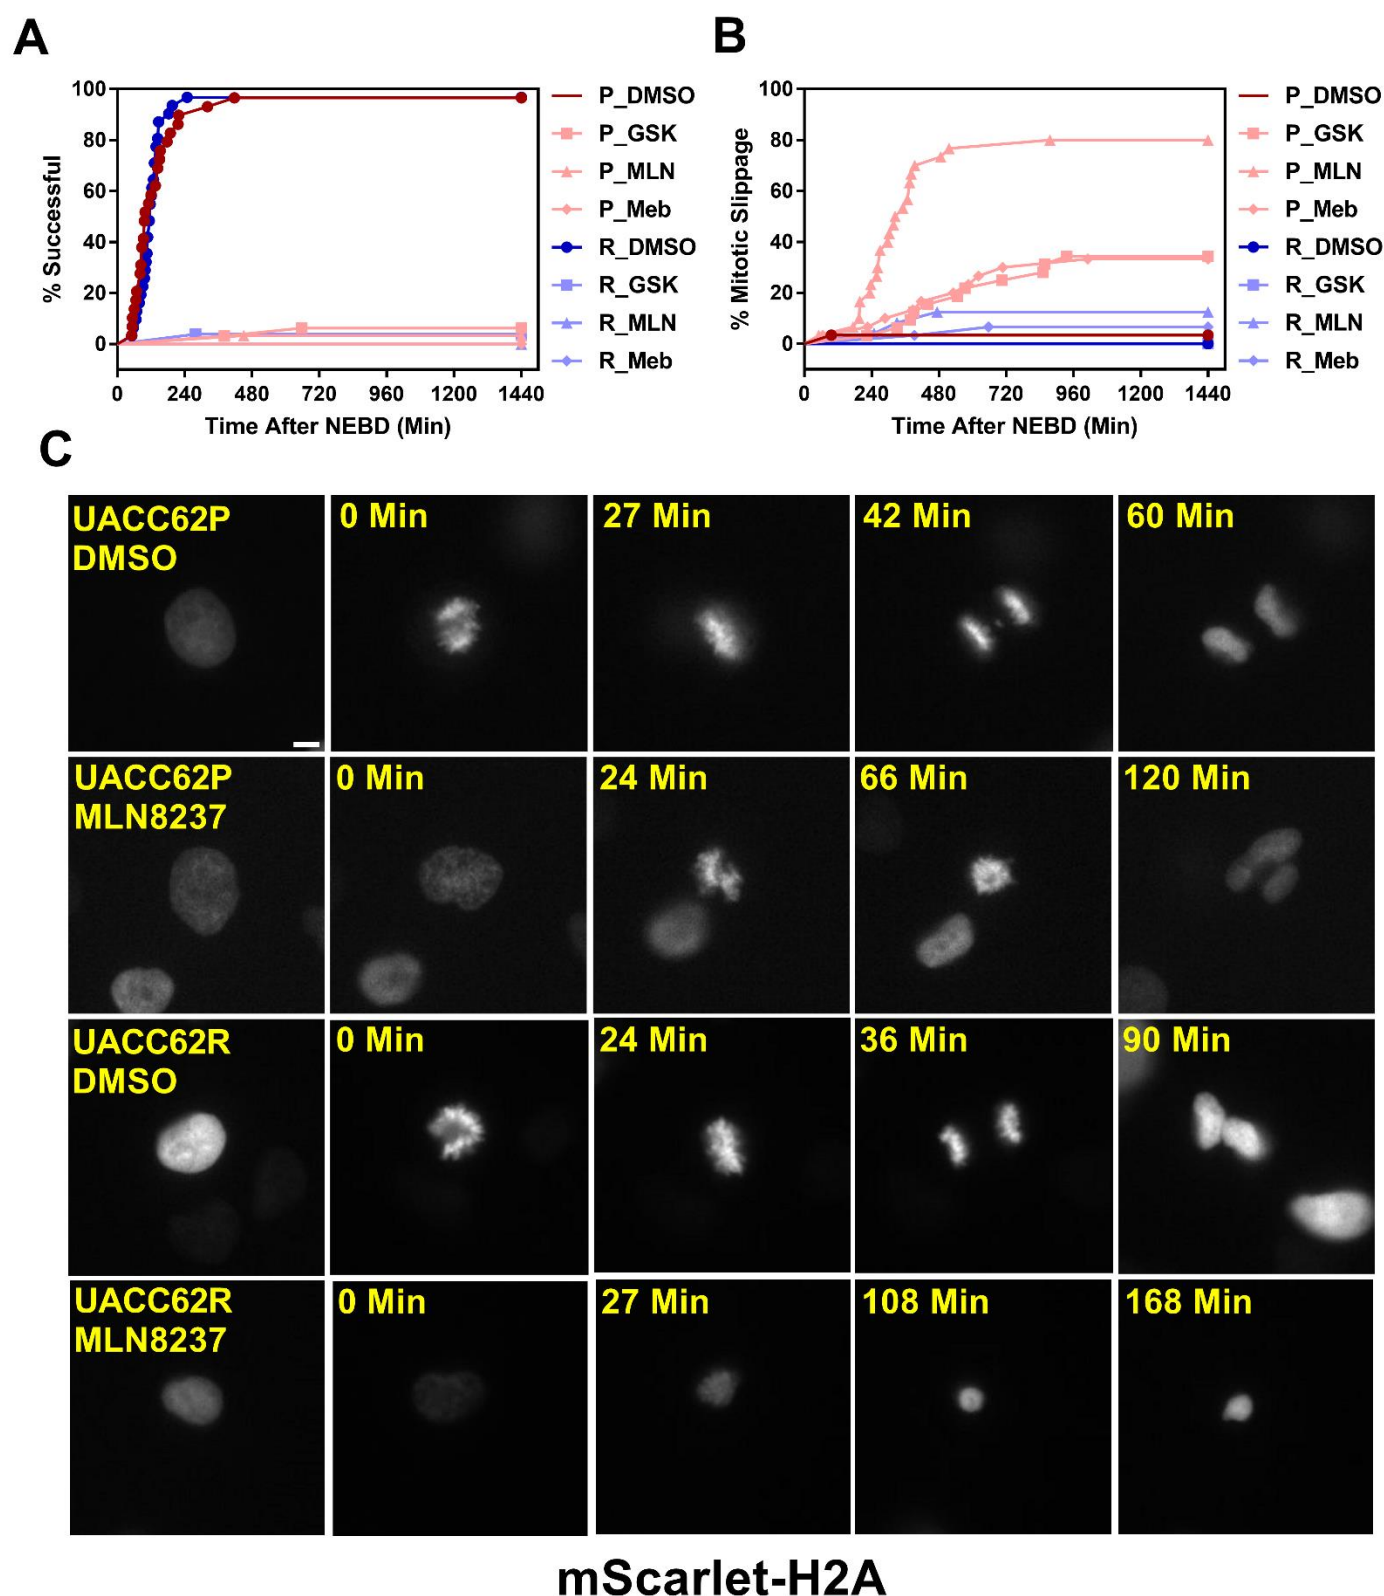 A
B
% Successful
100
80
60
40
20
0
0 240 480 720 960 1200 1440
Time After NEBD (Min)
P_DMSO
P_GSK
P_MLN
P_Meb
R_DMSO
R_GSK
R_MLN
R_Meb
% Mitotic Slippage
100
80
60
40
20
0
0 240 480 720 960 1200 1440
Time After NEBD (Min)
P_DMSO
P_GSK
P_MLN
P_Meb
R_DMSO
R_GSK
R_MLN
R_Meb
C
UACC62P
DMSO
0 Min
27 Min
42 Min
60 Min
UACC62P
MLN8237
0 Min
24 Min
66 Min
120 Min
UACC62R
DMSO
0 Min
24 Min
36 Min
90 Min
UACC62R
MLN8237
0 Min
27 Min
108 Min
168 Min
mScarlet-H2A